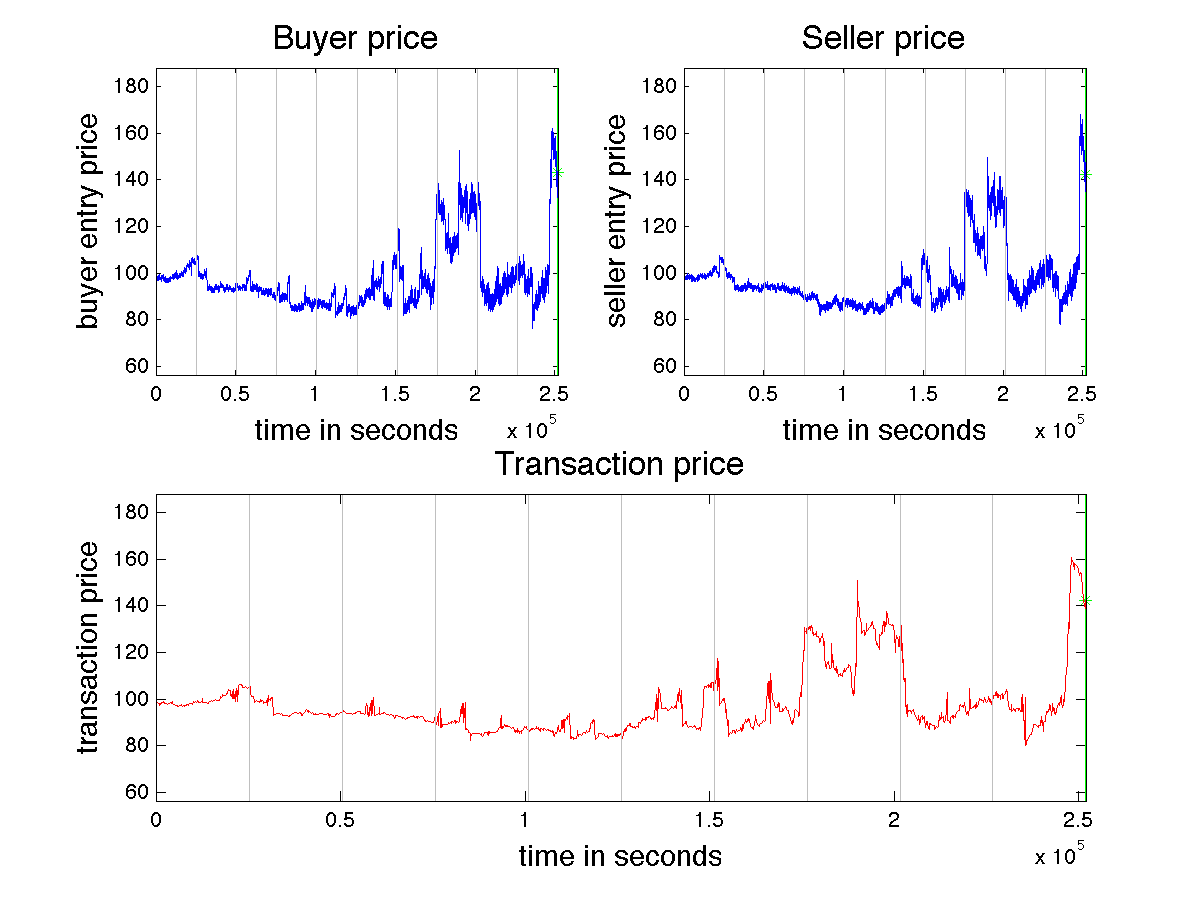 Buyer price
buyer entry price
180
160
140
120
100
80
60
0 0.5 1 1.5 2 2.5
x 10^5
time in seconds
Seller price
seller entry price
180
160
140
120
100
80
60
0 0.5 1 1.5 2 2.5
x 10^5
time in seconds
Transaction price
transaction price
180
160
140
120
100
80
60
0 0.5 1 1.5 2 2.5
x 10^5
time in seconds